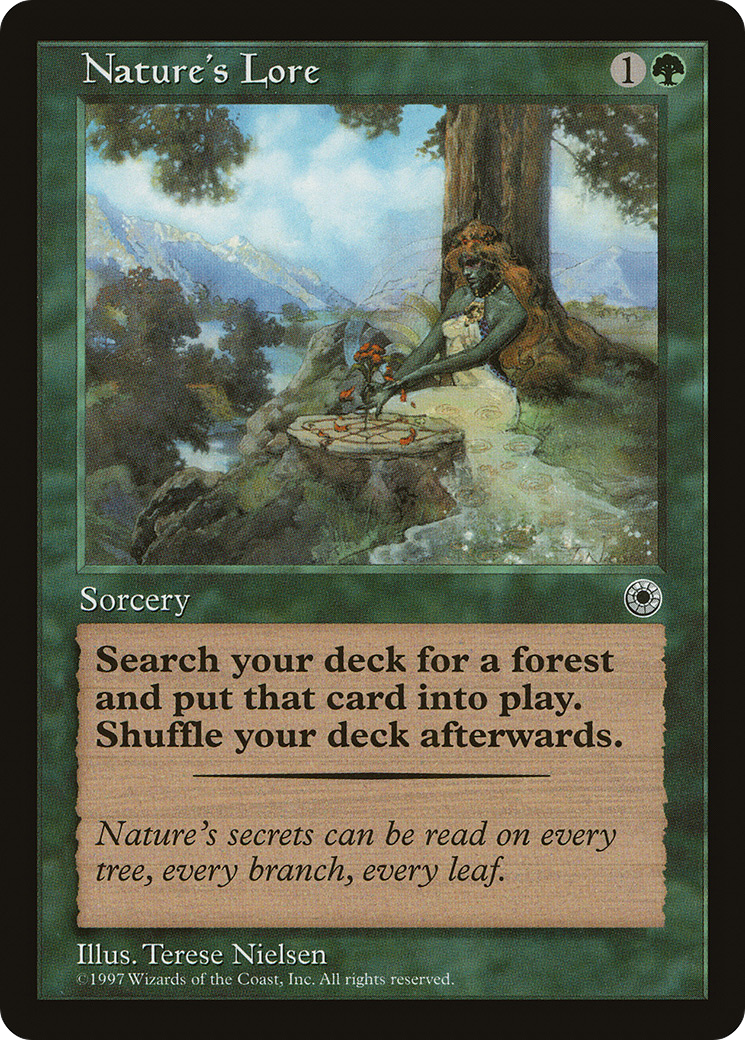 Nature's Lore 1
Sorcery
Search your deck for a forest
and put that card into play.
Shuffle your deck afterwards.
Nature's secrets can be read on every
tree, every branch, every leaf.
Illus. Terese Nielsen
©1997 Wizards of the Coast, Inc. All rights reserved.